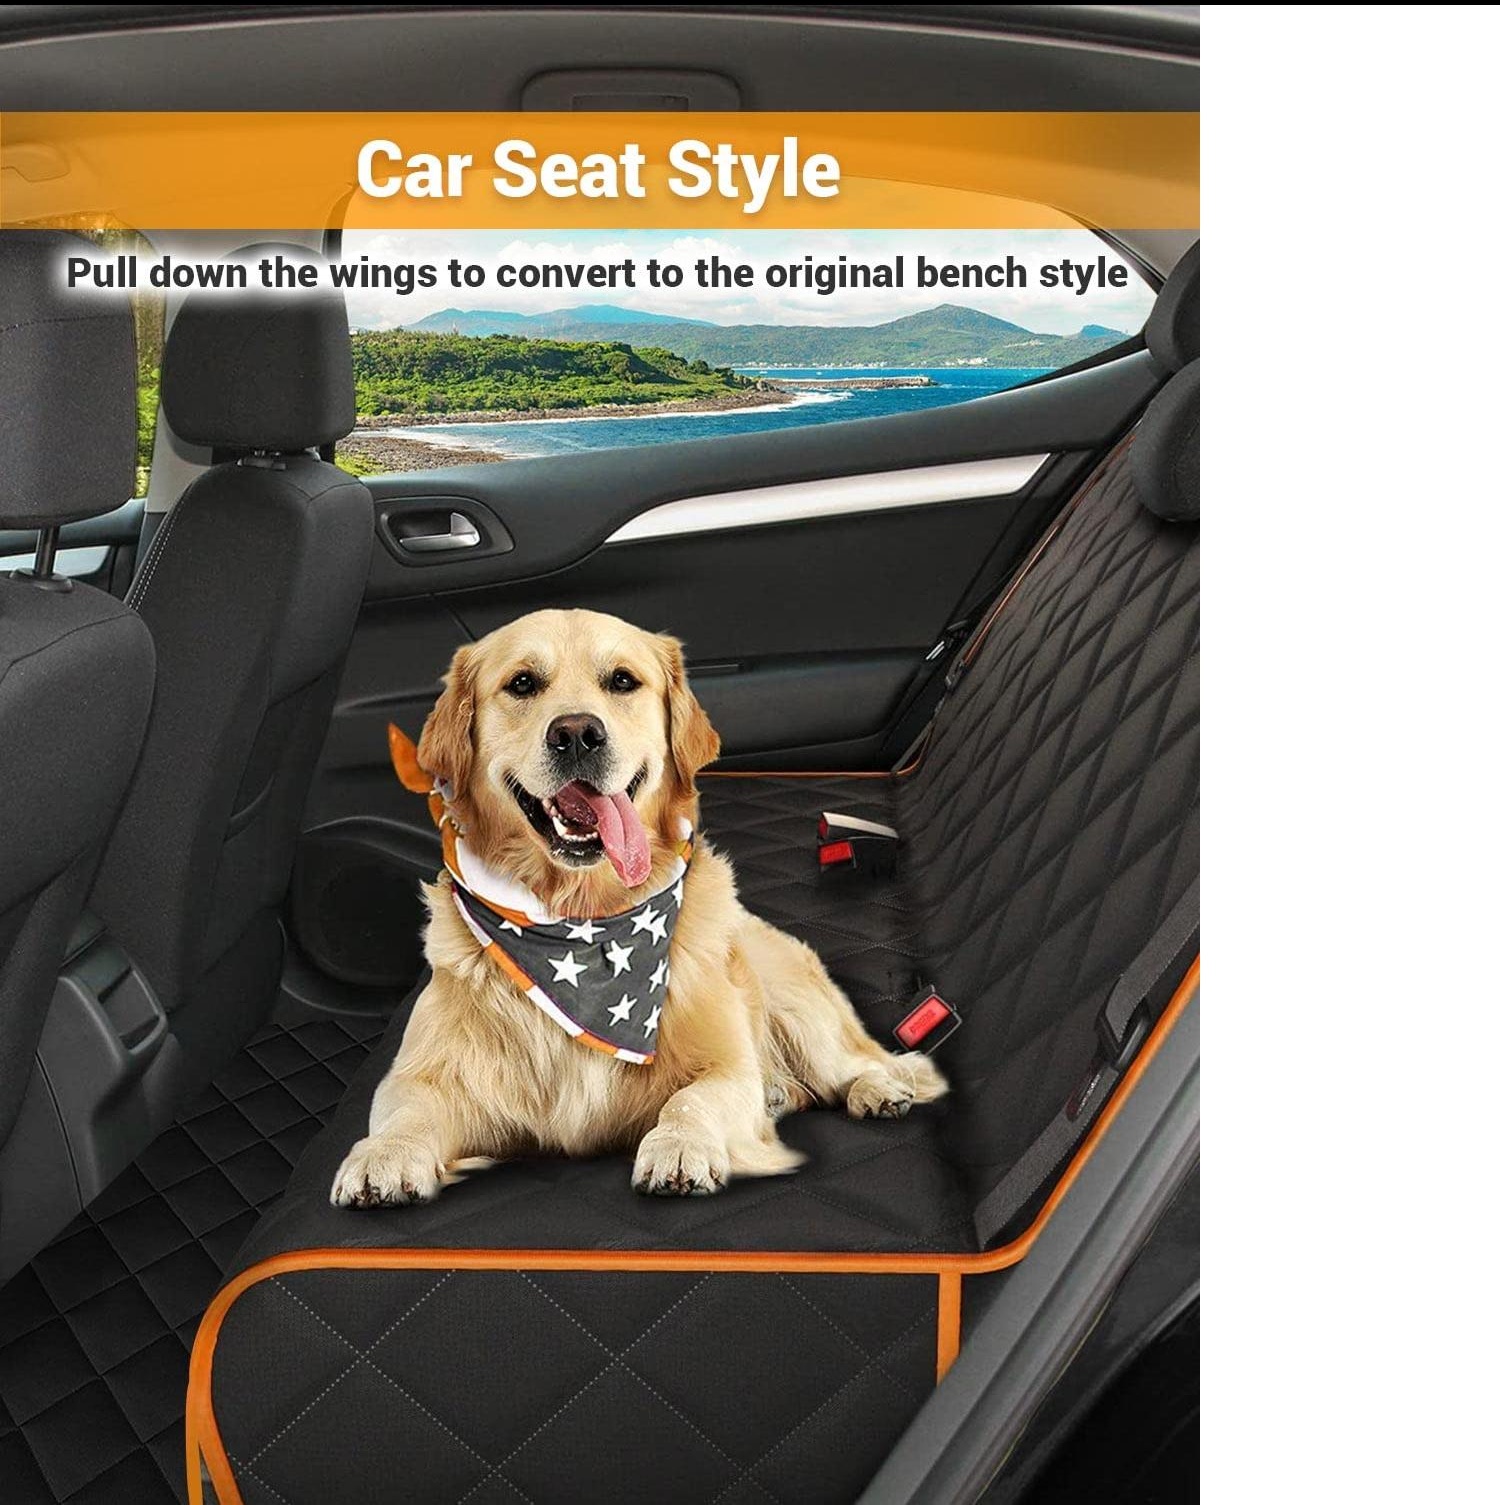 Car Seat Style
Pull down the wings to convert to the original bench style